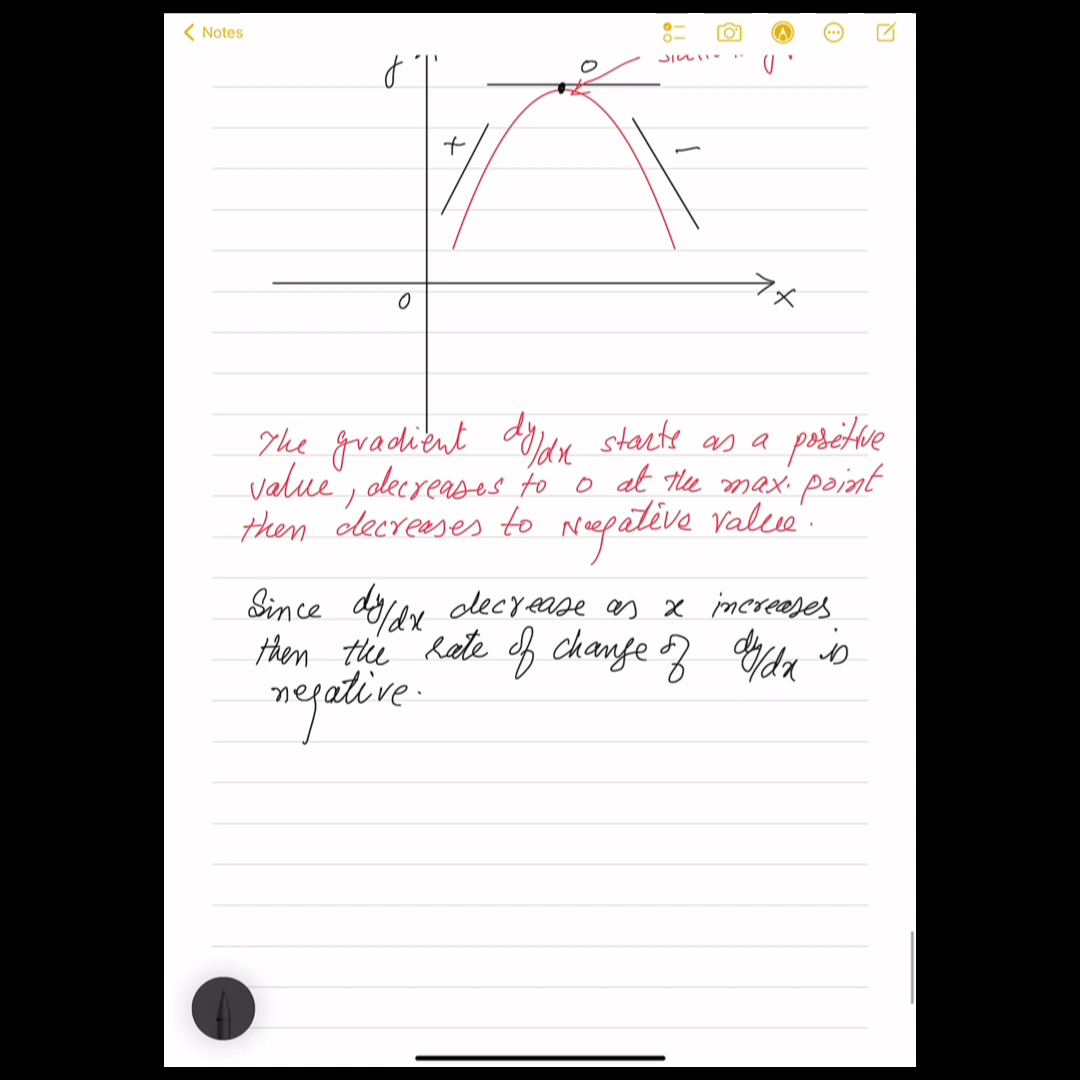 Notes
y
0
+
−
0
x
The gradient dy/dx starts as a positive
value, decreases to 0 at the max. point
then decreases to Negative value.
Since dy/dx decrease as x increases
then the rate of change of dy/dx is
negative.